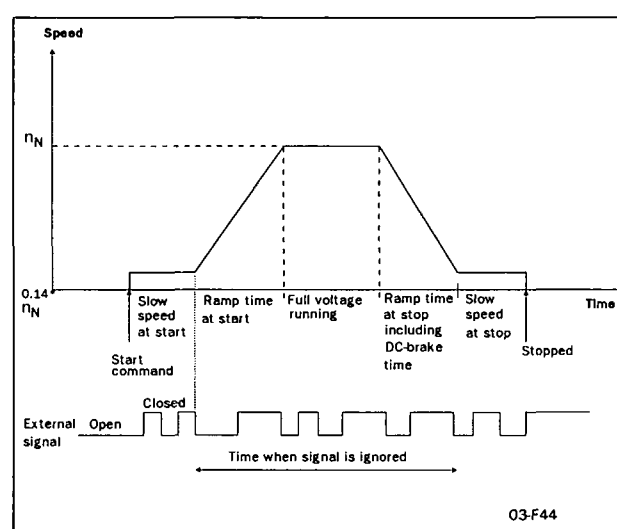 Speed
nN
0.14
nN
Slow
speed
at start
Ramp time
at start
Full voltage
running
Ramp time
at stop
including
DC-brake
time
Slow
speed
at stop
Time
Start
command
Stopped
Closed
External
signal
Open
Time when signal is ignored
03-F44